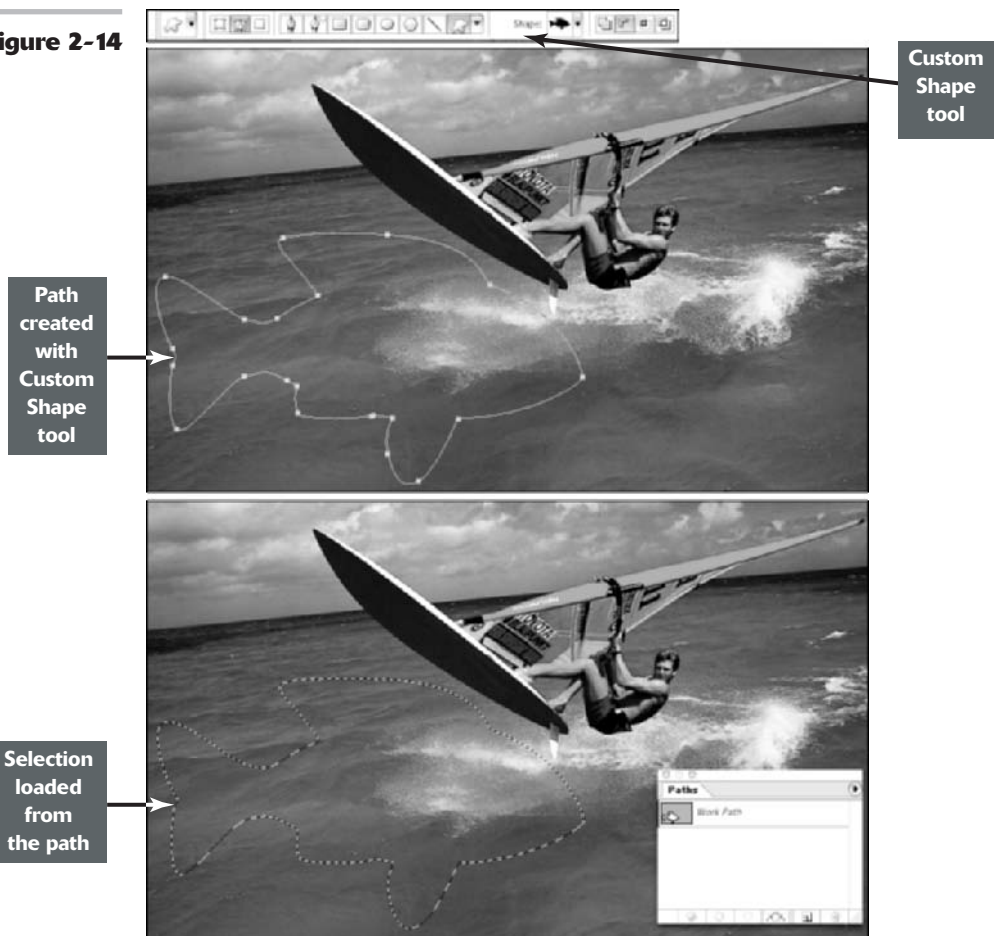 igure 2-14
Shape:
Custom
Shape
tool
Path
created
with
Custom
Shape
tool
Selection
loaded
from
the path
Paths
Work Path